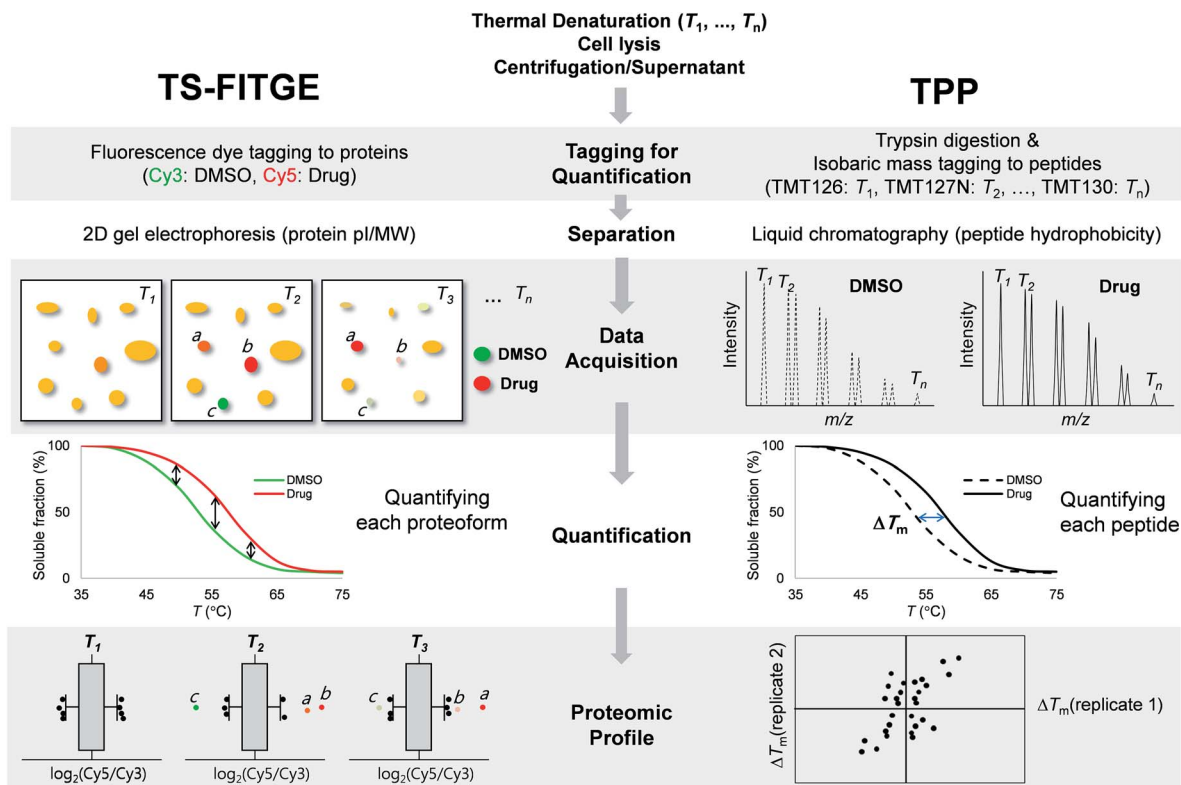 Thermal Denaturation (T1, ..., Tn)
Cell lysis
Centrifugation/Supernatant
TS-FITGE
TPP
Fluorescence dye tagging to proteins
(Cy3: DMSO, Cy5: Drug)
Tagging for
Quantification
Trypsin digestion &
Isobaric mass tagging to peptides
(TMT126: T1, TMT127N: T2, ..., TMT130: Tn)
2D gel electrophoresis (protein pI/MW)
Separation
Liquid chromatography (peptide hydrophobicity)
T1
T2
a
b
c
T3
a
b
c
... Tn
DMSO
Drug
Data
Acquisition
Intensity
T1 T2
DMSO
Tn
m/z
Intensity
T1 T2
Drug
Tn
m/z
Soluble fraction (%)
100
50
0
DMSO
Drug
35 45 55 65 75
T (°C)
Quantifying
each proteoform
Quantification
Soluble fraction (%)
100
50
0
DMSO
Drug
ΔTm
35 45 55 65 75
T (°C)
Quantifying
each peptide
T1
log2(Cy5/Cy3)
T2
c a b
log2(Cy5/Cy3)
T3
c b a
log2(Cy5/Cy3)
Proteomic
Profile
ΔTm(replicate 2)
ΔTm(replicate 1)